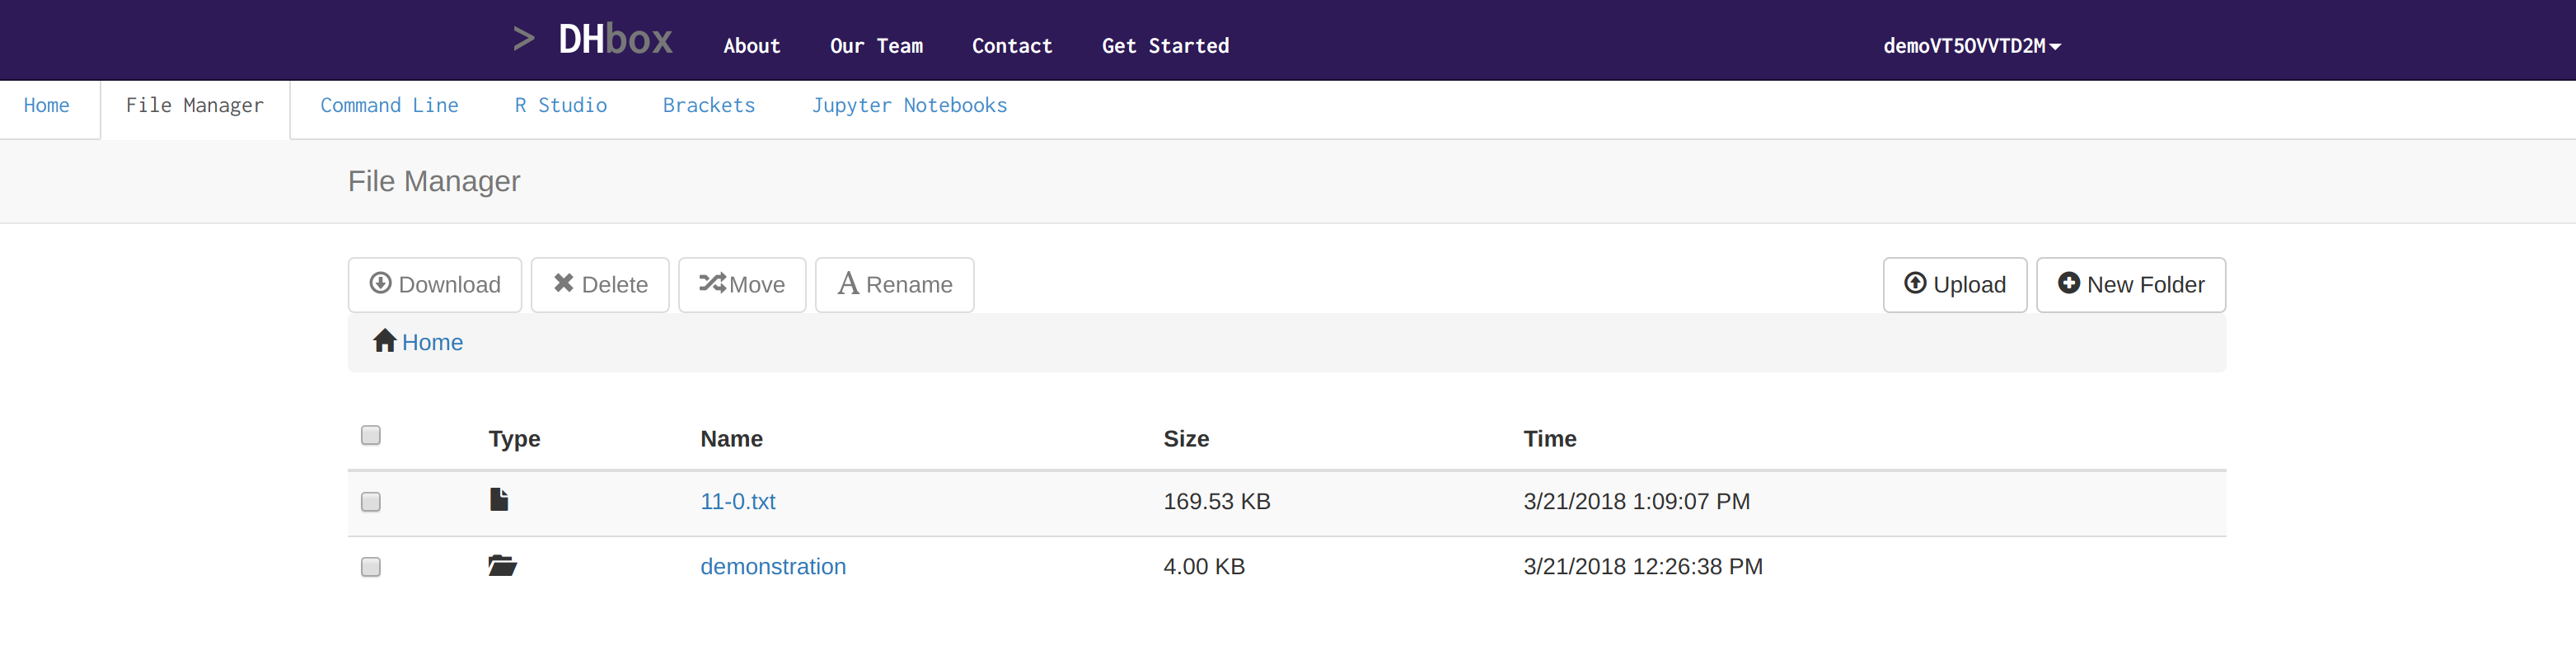 > DHbox About Our Team Contact Get Started demoVT5OVVTD2M
Home File Manager Command Line R Studio Brackets Jupyter Notebooks
File Manager
Download Delete Move A Rename Upload New Folder
Home
Type Name Size Time
11-0.txt 169.53 KB 3/21/2018 1:09:07 PM
demonstration 4.00 KB 3/21/2018 12:26:38 PM